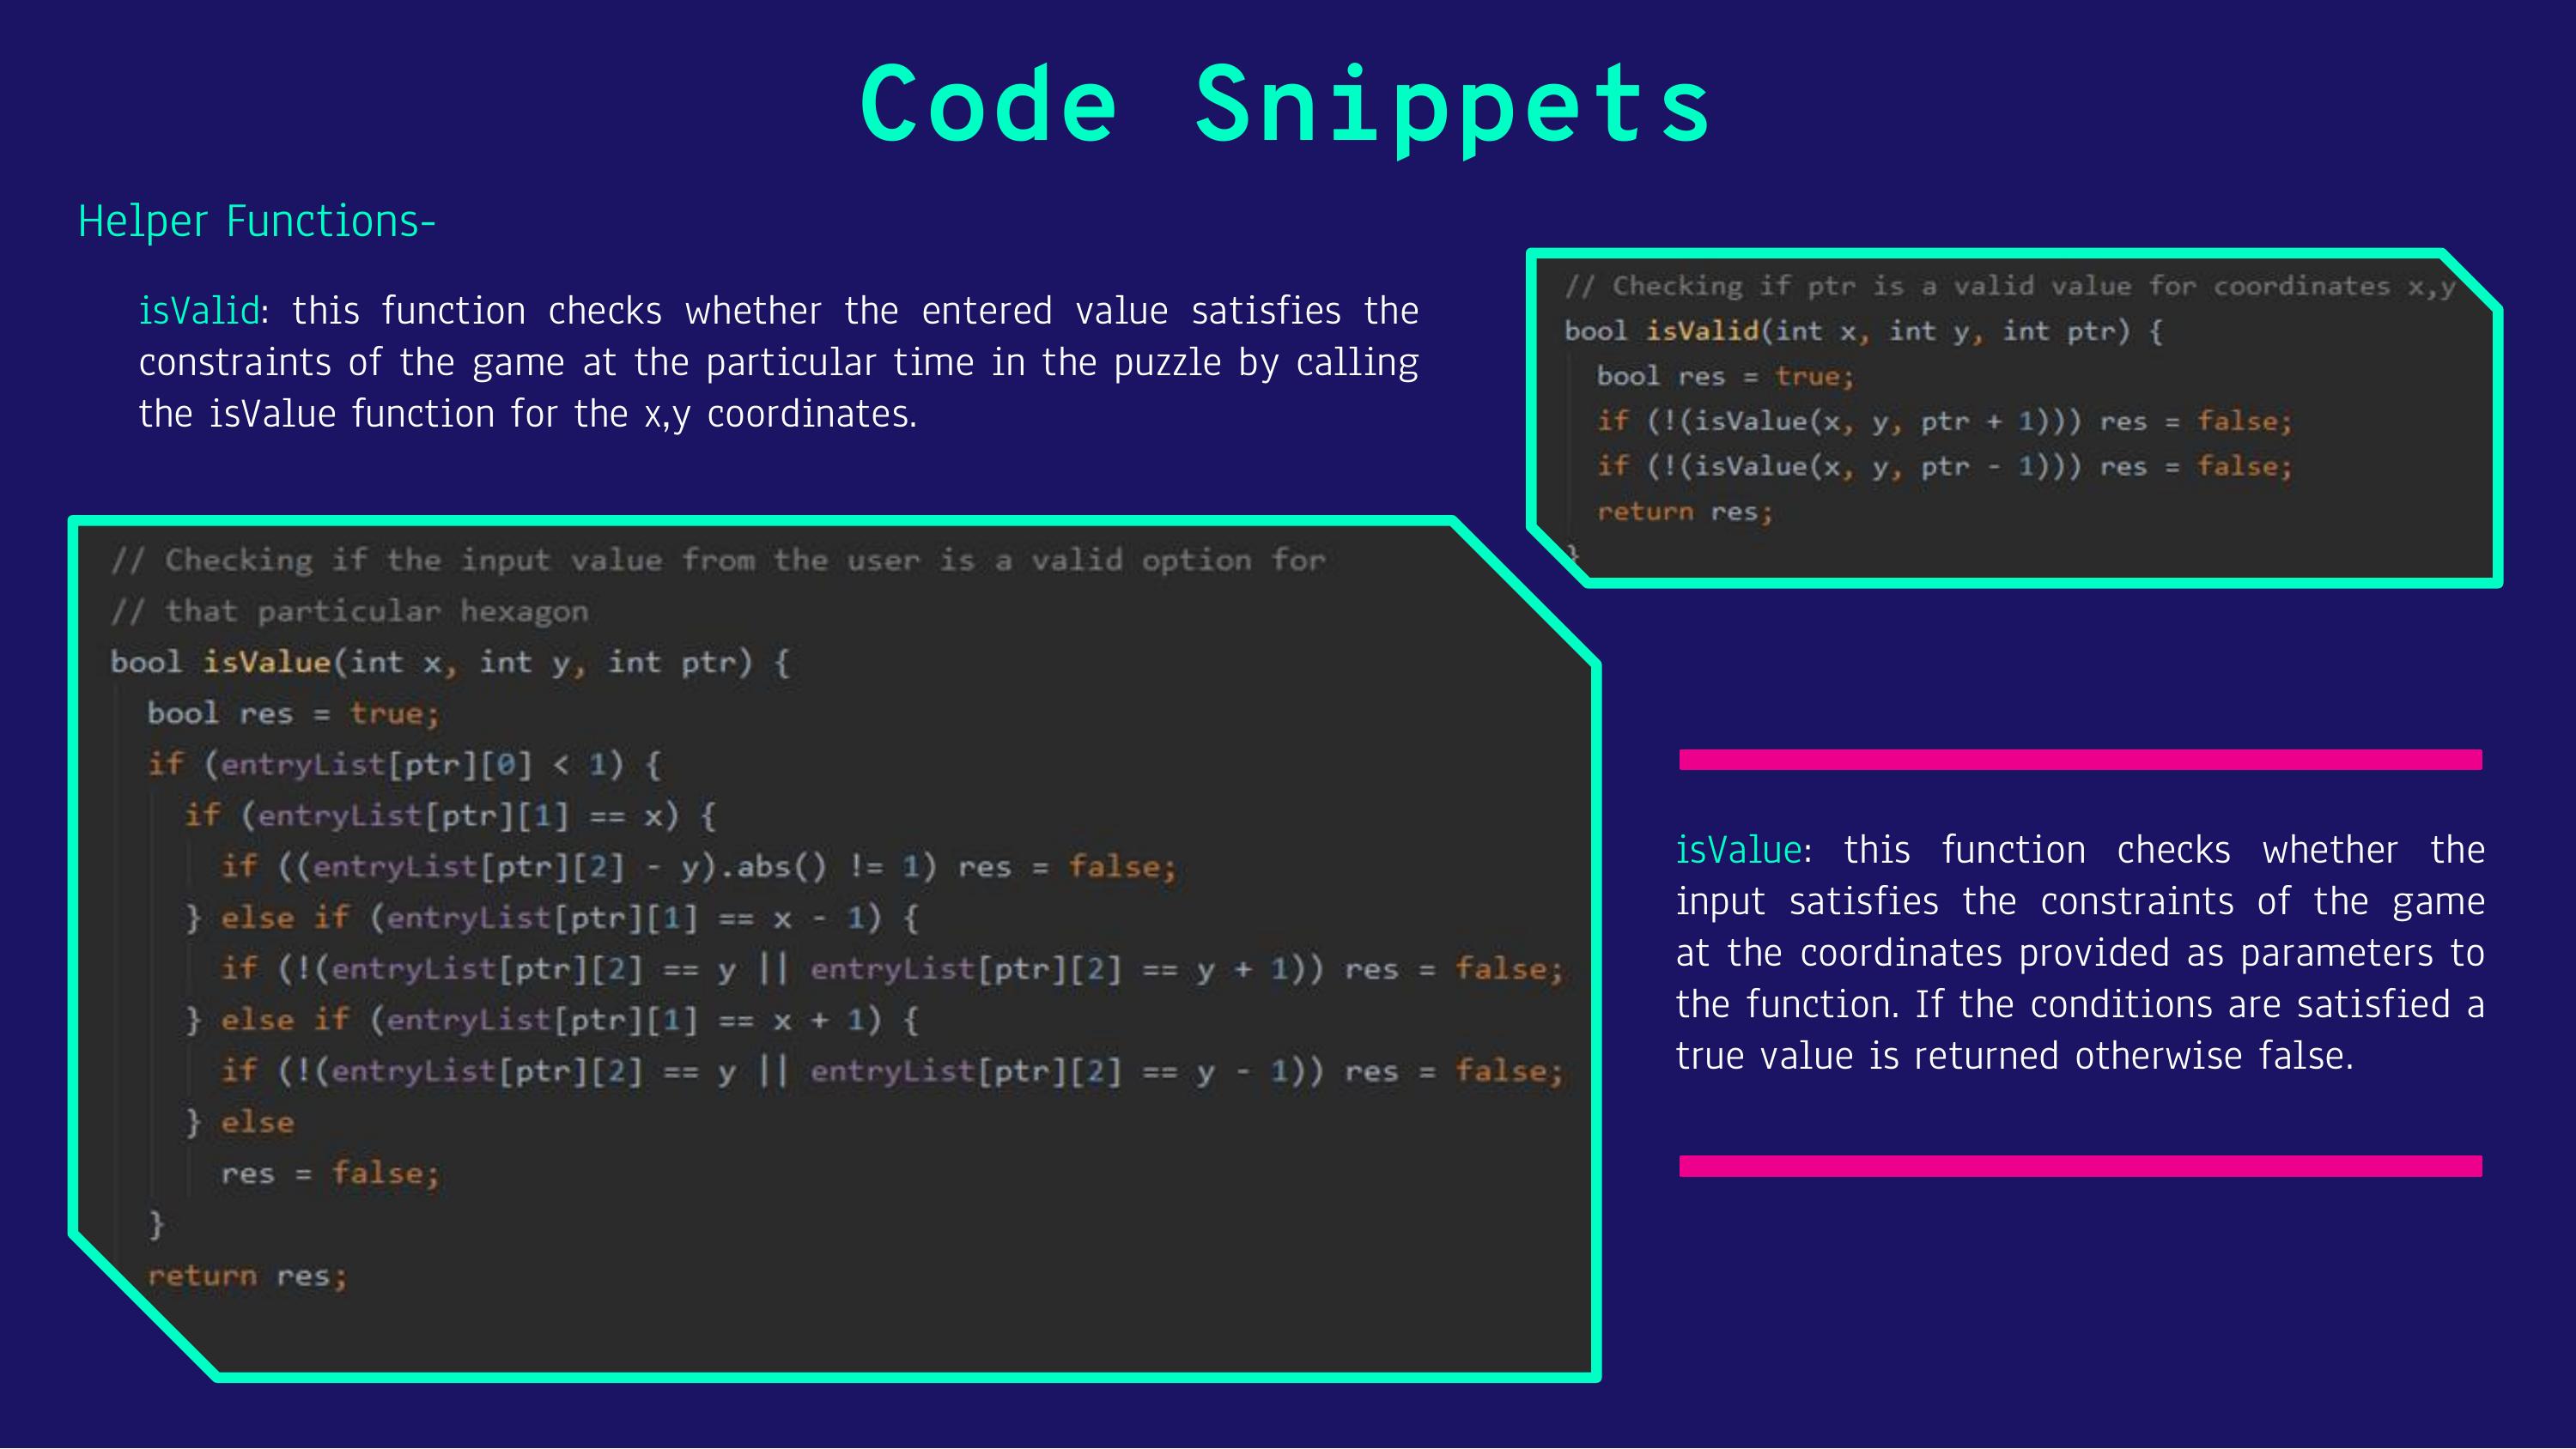 Code Snippets
Helper Functions-
isValid: this function checks whether the entered value satisfies the
constraints of the game at the particular time in the puzzle by calling
the isValue function for the x,y coordinates.
// Checking if ptr is a valid value for coordinates x,y
bool isValid(int x, int y, int ptr) {
bool res = true;
if (!(isValue(x, y, ptr + 1))) res = false;
if (!(isValue(x, y, ptr - 1))) res = false;
return res;
}
// Checking if the input value from the user is a valid option for
// that particular hexagon
bool isValue(int x, int y, int ptr) {
bool res = true;
if (entryList[ptr][0] < 1) {
if (entryList[ptr][1] == x) {
if ((entryList[ptr][2] - y).abs() != 1) res = false;
} else if (entryList[ptr][1] == x - 1) {
if (!(entryList[ptr][2] == y || entryList[ptr][2] == y + 1)) res = false;
} else if (entryList[ptr][1] == x + 1) {
if (!(entryList[ptr][2] == y || entryList[ptr][2] == y - 1)) res = false;
} else
res = false;
}
return res;
isValue: this function checks whether the
input satisfies the constraints of the game
at the coordinates provided as parameters to
the function. If the conditions are satisfied a
true value is returned otherwise false.